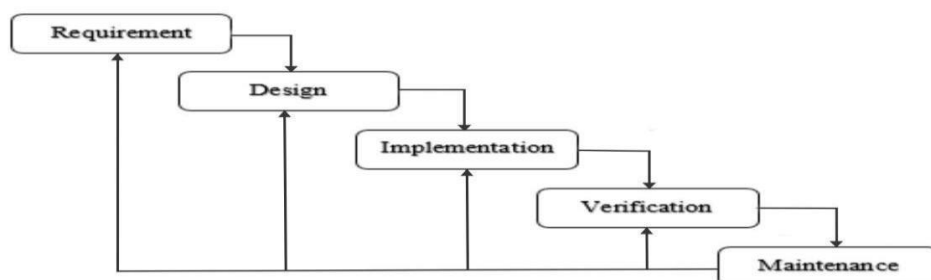 Requirement
Design
Implementation
Verification
Maintenance